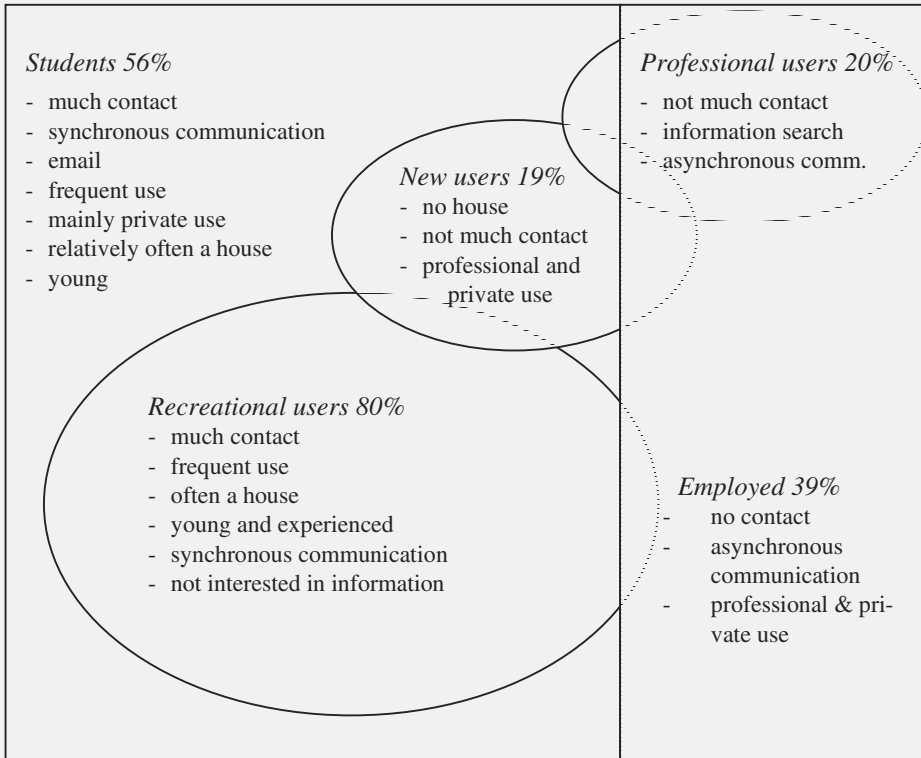 Students 56%
- much contact
- synchronous communication
- email
- frequent use
- mainly private use
- relatively often a house
- young
Professional users 20%
- not much contact
- information search
- asynchronous comm.
New users 19%
- no house
- not much contact
- professional and
private use
Recreational users 80%
- much contact
- frequent use
- often a house
- young and experienced
- synchronous communication
- not interested in information
Employed 39%
- no contact
- asynchronous
communication
- professional & pri-
vate use